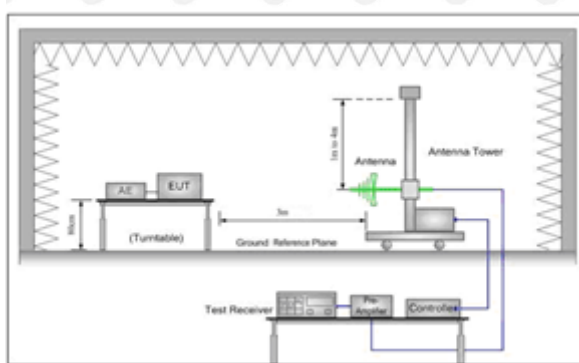 1m to 4m
Antenna
Antenna Tower
AE
EUT
80cm
3m
(Turntable)
Ground Reference Plane
Test Receiver
Pre-
Amplifier
Controller